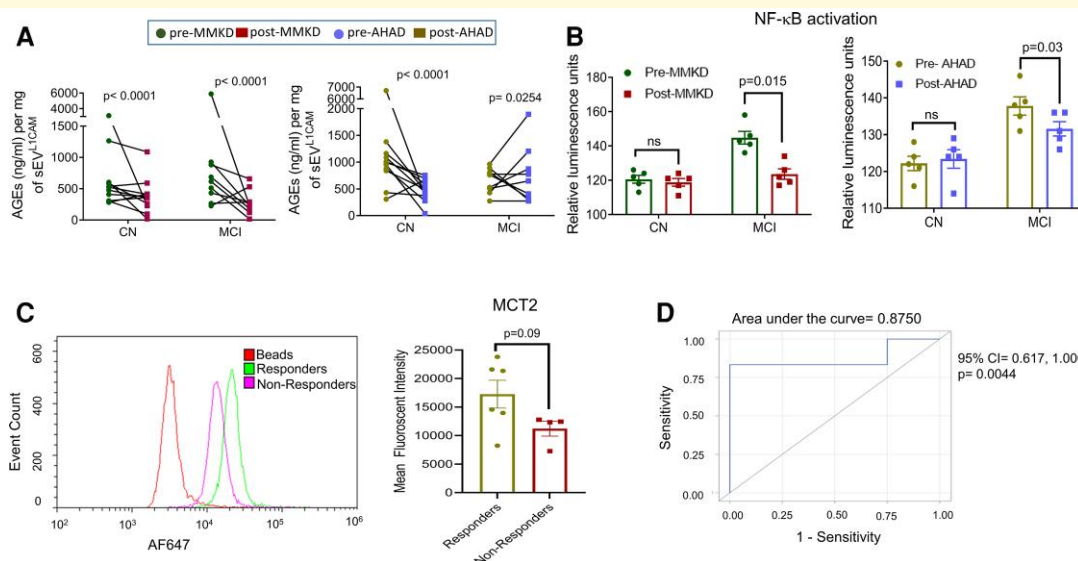 A
pre-MMKD post-MMKD pre-AHAD post-AHAD
AGEs (ng/ml) per mg
of sEV^L1CAM
6000
4000
1500
1000
500
0
p< 0.0001
p< 0.0001
CN
MCI
AGEs (ng/ml) per mg
of sEV^L1CAM
7000
2000
1500
1000
500
0
p< 0.0001
p= 0.0254
CN
MCI
B
NF-κB activation
Relative luminescence units
180
160
140
120
100
Pre-MMKD
Post-MMKD
p=0.015
ns
CN
MCI
Relative luminescence units
150
140
130
120
110
Pre- AHAD
Post-AHAD
p=0.03
ns
CN
MCI
C
Event Count
600
400
200
0
Beads
Responders
Non-Responders
10^2
10^3
10^4
10^5
10^6
AF647
MCT2
p=0.09
Mean Fluorescent Intensity
25000
20000
15000
10000
5000
0
Responders
Non-Responders
D
Area under the curve= 0.8750
Sensitivity
1.00
0.75
0.50
0.25
0.00
0.00
0.25
0.75
1.00
1 - Sensitivity
95% CI= 0.617, 1.00
p= 0.0044